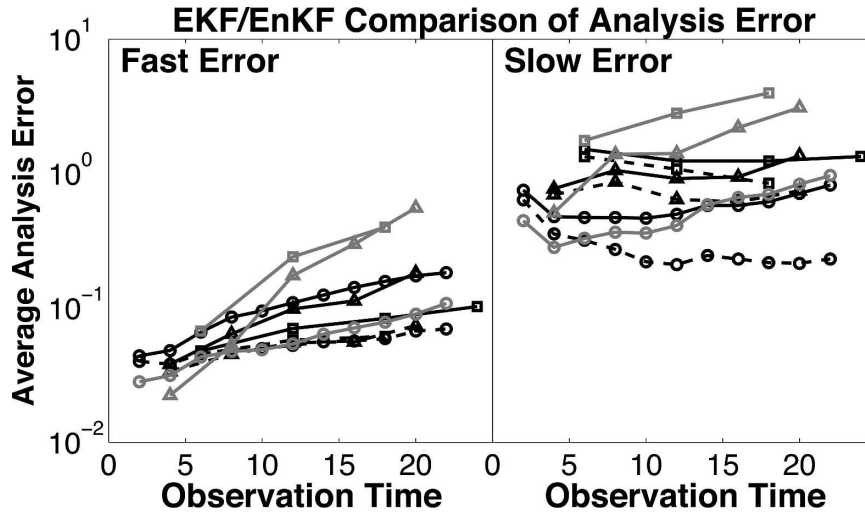 EKF/EnKF Comparison of Analysis Error
Fast Error
Slow Error
Average Analysis Error
10^1
10^0
10^-1
10^-2
0 5 10 15 20 0 5 10 15 20
Observation Time Observation Time